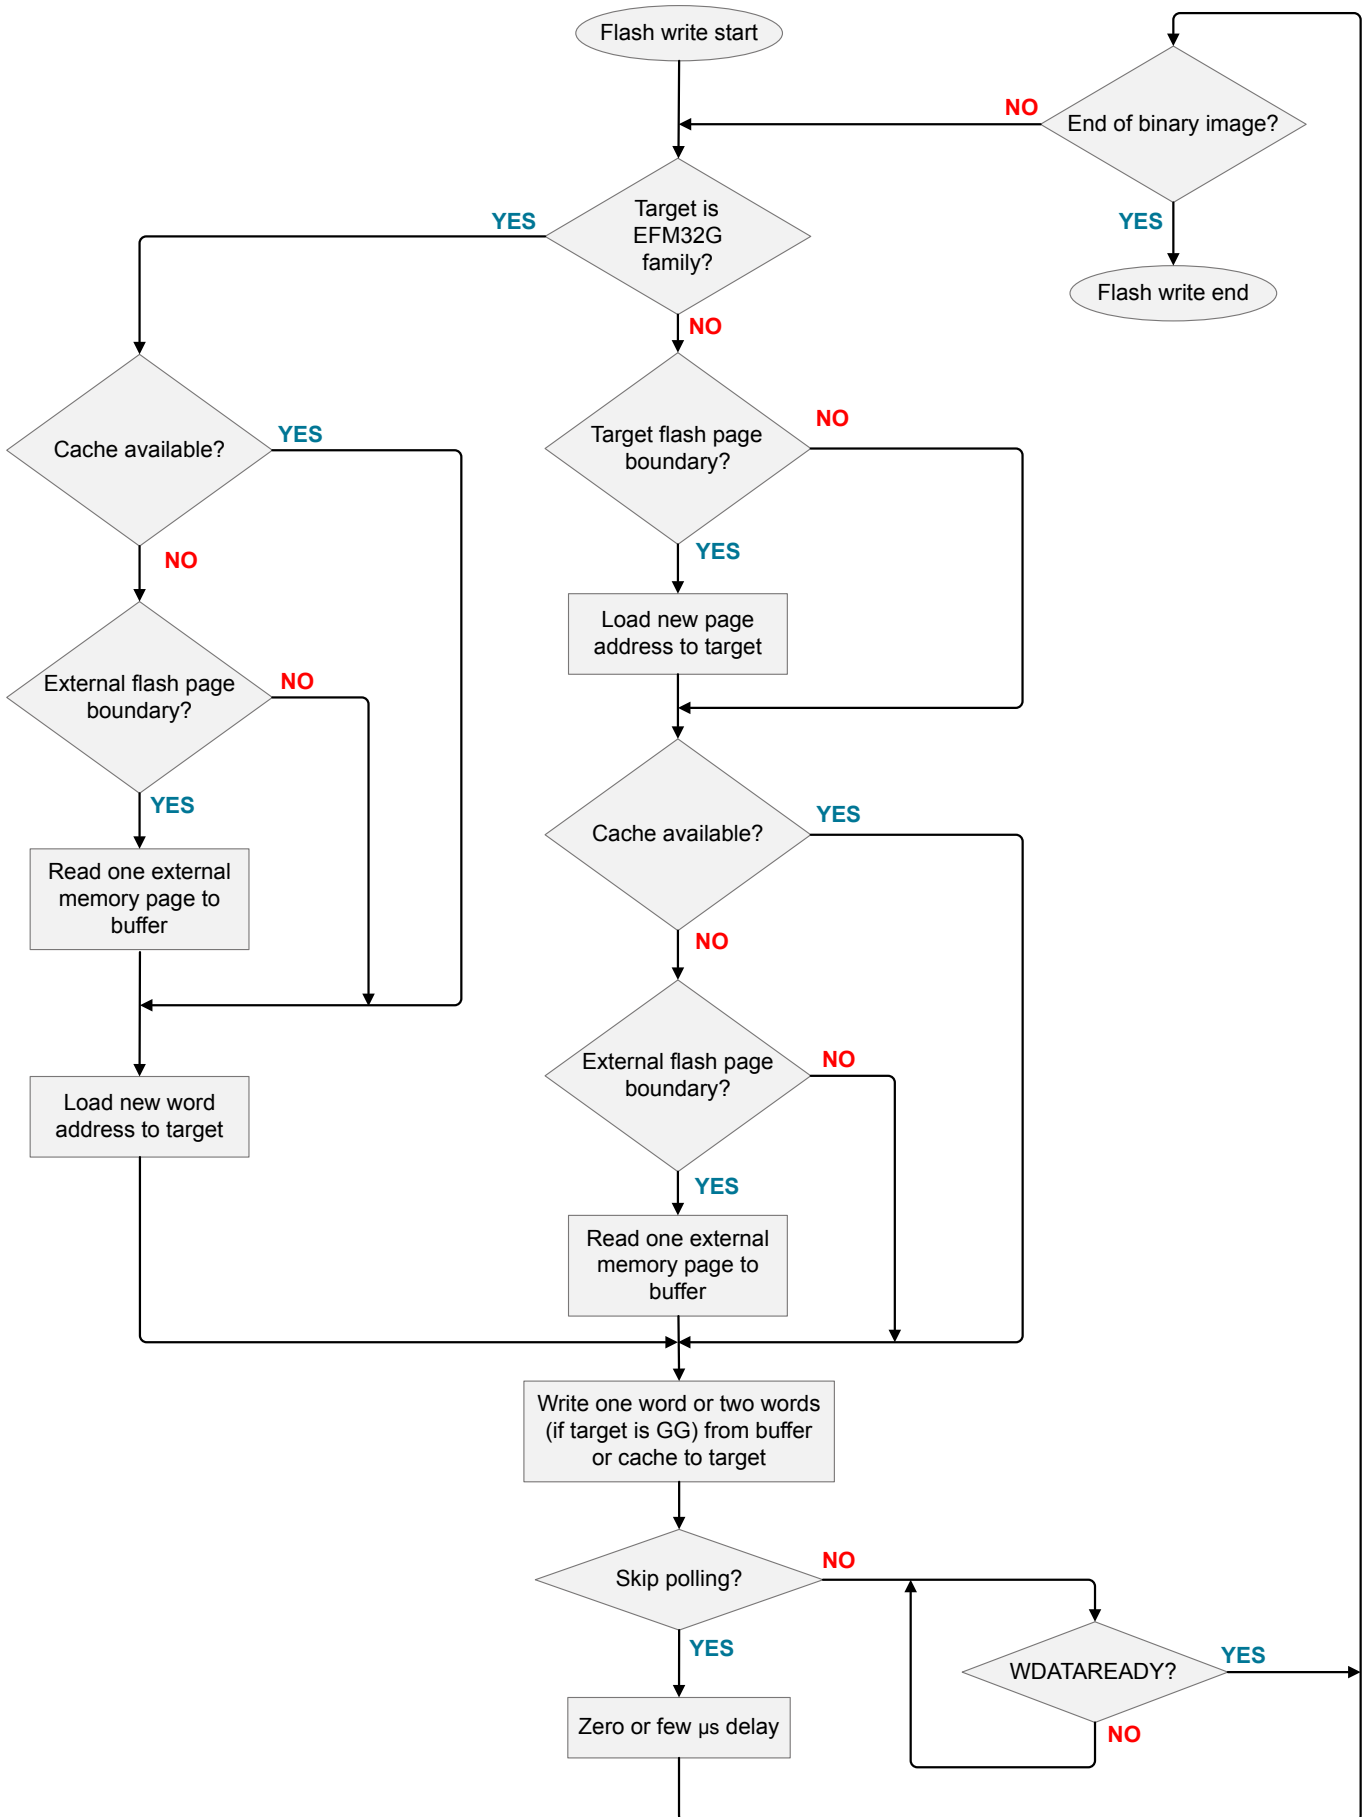 Flash write start
NO
End of binary image?
YES
Flash write end
Target is
EFM32G
family?
YES
NO
Cache available?
YES
NO
Target flash page
boundary?
NO
YES
Load new page
address to target
External flash page
boundary?
NO
YES
Read one external
memory page to
buffer
Load new word
address to target
Cache available?
YES
NO
External flash page
boundary?
NO
YES
Read one external
memory page to
buffer
Write one word or two words
(if target is GG) from buffer
or cache to target
Skip polling?
NO
YES
WDATAREADY?
YES
NO
Zero or few µs delay